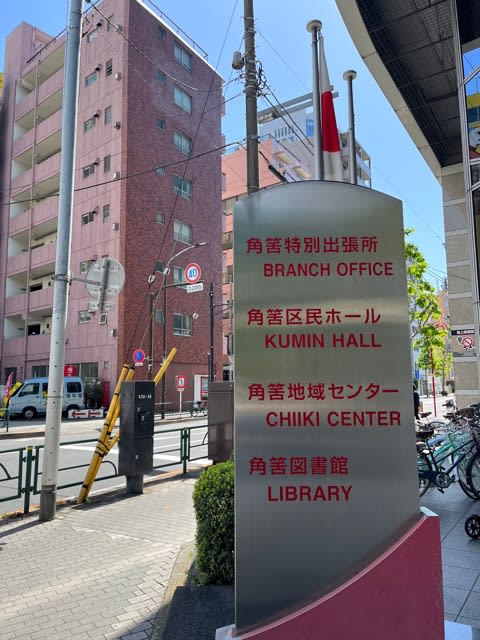 角筈特別出張所
BRANCH OFFICE
角筈区民ホール
KUMIN HALL
角筈地域センター
CHIIKI CENTER
角筈図書館
LIBRARY
40